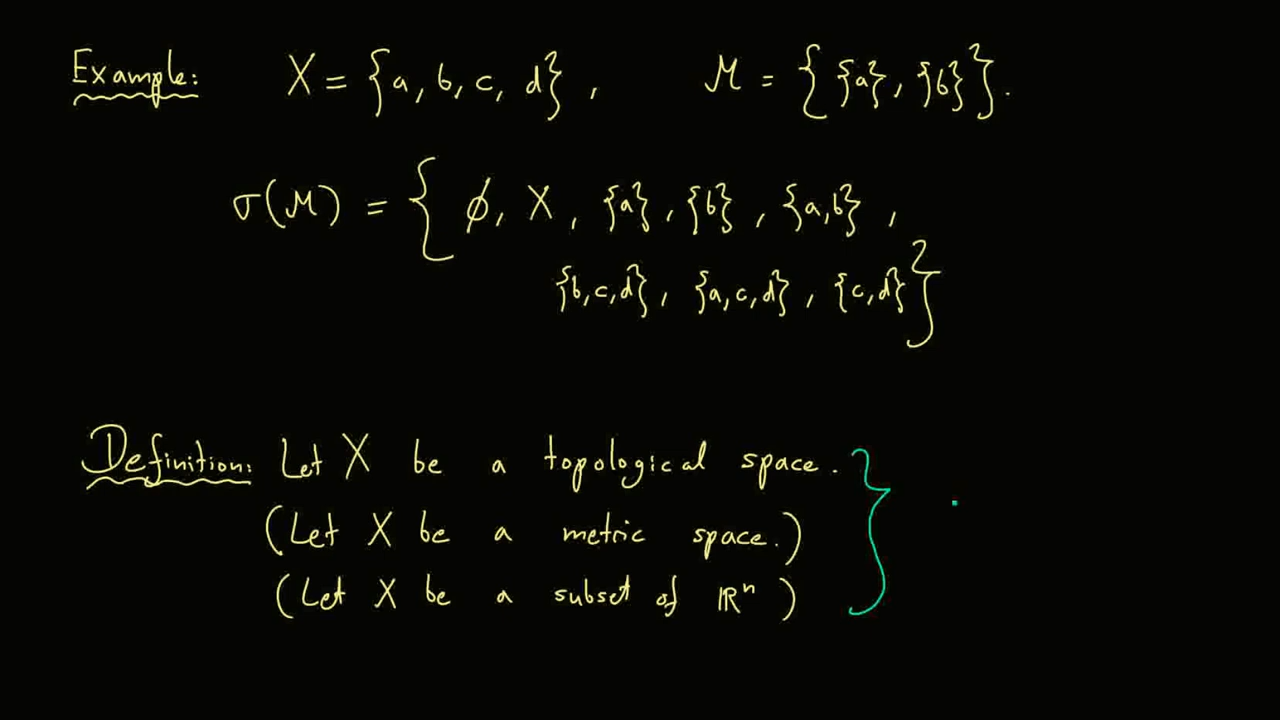 Example: X = {a, b, c, d}, M = {{a}, {b}}.
σ(M) = { ϕ, X, {a}, {b}, {a,b},
{b,c,d}, {a,c,d}, {c,d}}
Definition: Let X be a topological space.
(Let X be a metric space.)
(Let X be a subset of ℝⁿ)